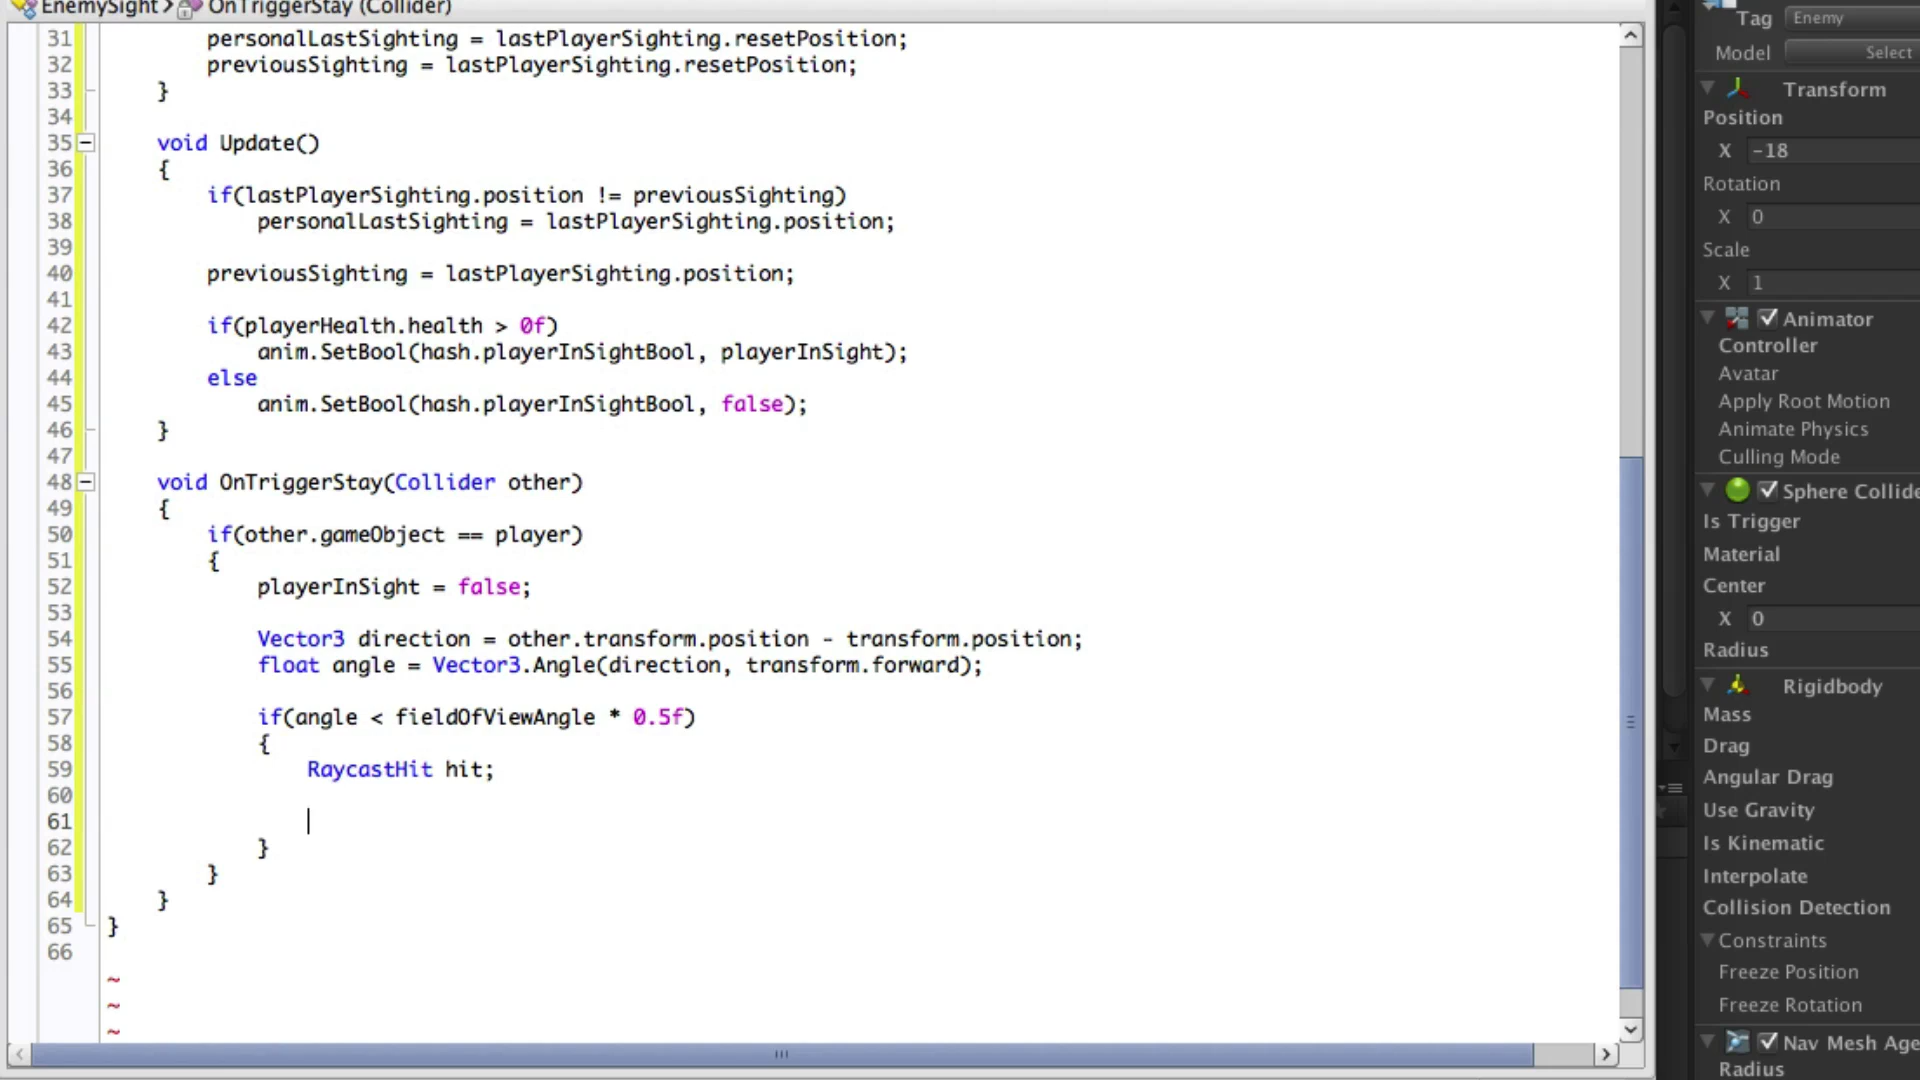 EnemySight > OnTriggerStay (Collider)
31 personalLastSighting = lastPlayerSighting.resetPosition;
32 previousSighting = lastPlayerSighting.resetPosition;
33 }
34
35 void Update()
36 {
37 if(lastPlayerSighting.position != previousSighting)
38 personalLastSighting = lastPlayerSighting.position;
39
40 previousSighting = lastPlayerSighting.position;
41
42 if(playerHealth.health > 0f)
43 anim.SetBool(hash.playerInSightBool, playerInSight);
44 else
45 anim.SetBool(hash.playerInSightBool, false);
46 }
47
48 void OnTriggerStay(Collider other)
49 {
50 if(other.gameObject == player)
51 {
52 playerInSight = false;
53
54 Vector3 direction = other.transform.position - transform.position;
55 float angle = Vector3.Angle(direction, transform.forward);
56
57 if(angle < fieldOfViewAngle * 0.5f)
58 {
59 RaycastHit hit;
60
61
62 }
63 }
64 }
65 }
66
~
~
~
Tag Enemy
Model Select
Transform
Position
X -18
Rotation
X 0
Scale
X 1
Animator
Controller
Avatar
Apply Root Motion
Animate Physics
Culling Mode
Sphere Collide
Is Trigger
Material
Center
X 0
Radius
Rigidbody
Mass
Drag
Angular Drag
Use Gravity
Is Kinematic
Interpolate
Collision Detection
Constraints
Freeze Position
Freeze Rotation
Nav Mesh Age
Radius